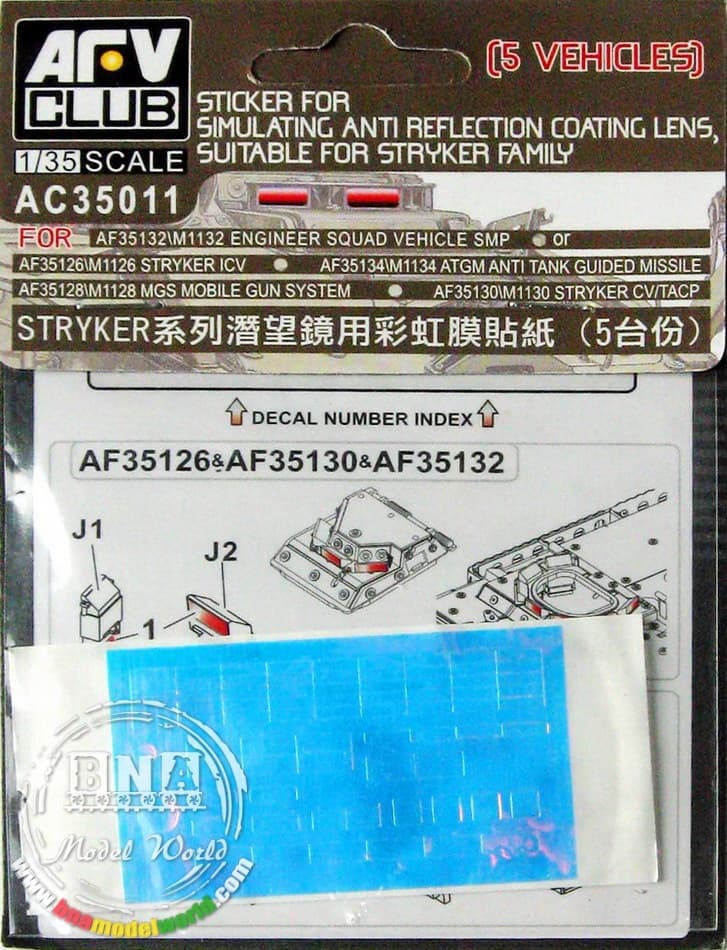 AFV
CLUB
1/35 SCALE
AC35011
(5 VEHICLES)
STICKER FOR
SIMULATING ANTI REFLECTION COATING LENS,
SUITABLE FOR STRYKER FAMILY
FOR AF35132\M1132 ENGINEER SQUAD VEHICLE SMP or
AF35126\M1126 STRYKER ICV AF35134\M1134 ATGM ANTI TANK GUIDED MISSILE
AF35128\M1128 MGS MOBILE GUN SYSTEM AF35130\M1130 STRYKER CV/TACP
STRYKER系列潛望鏡用彩虹膜貼紙（5台份）
DECAL NUMBER INDEX
AF35126&AF35130&AF35132
J1
J2
1
BNA
Model World
www.bnamodelworld.com